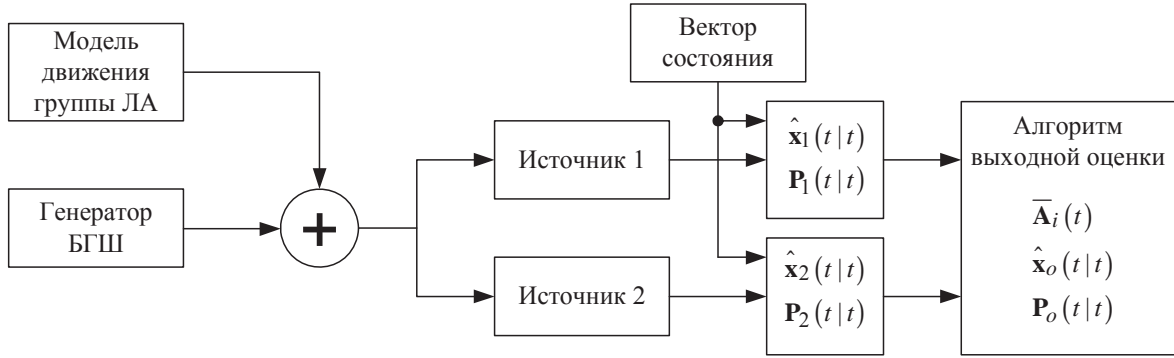 Модель
движения
группы ЛА
Генератор
БГШ
+
Источник 1
Источник 2
Вектор
состояния
x̂₁(t|t)
P₁(t|t)
x̂₂(t|t)
P₂(t|t)
Алгоритм
выходной оценки
A̅ᵢ(t)
x̂ₒ(t|t)
Pₒ(t|t)